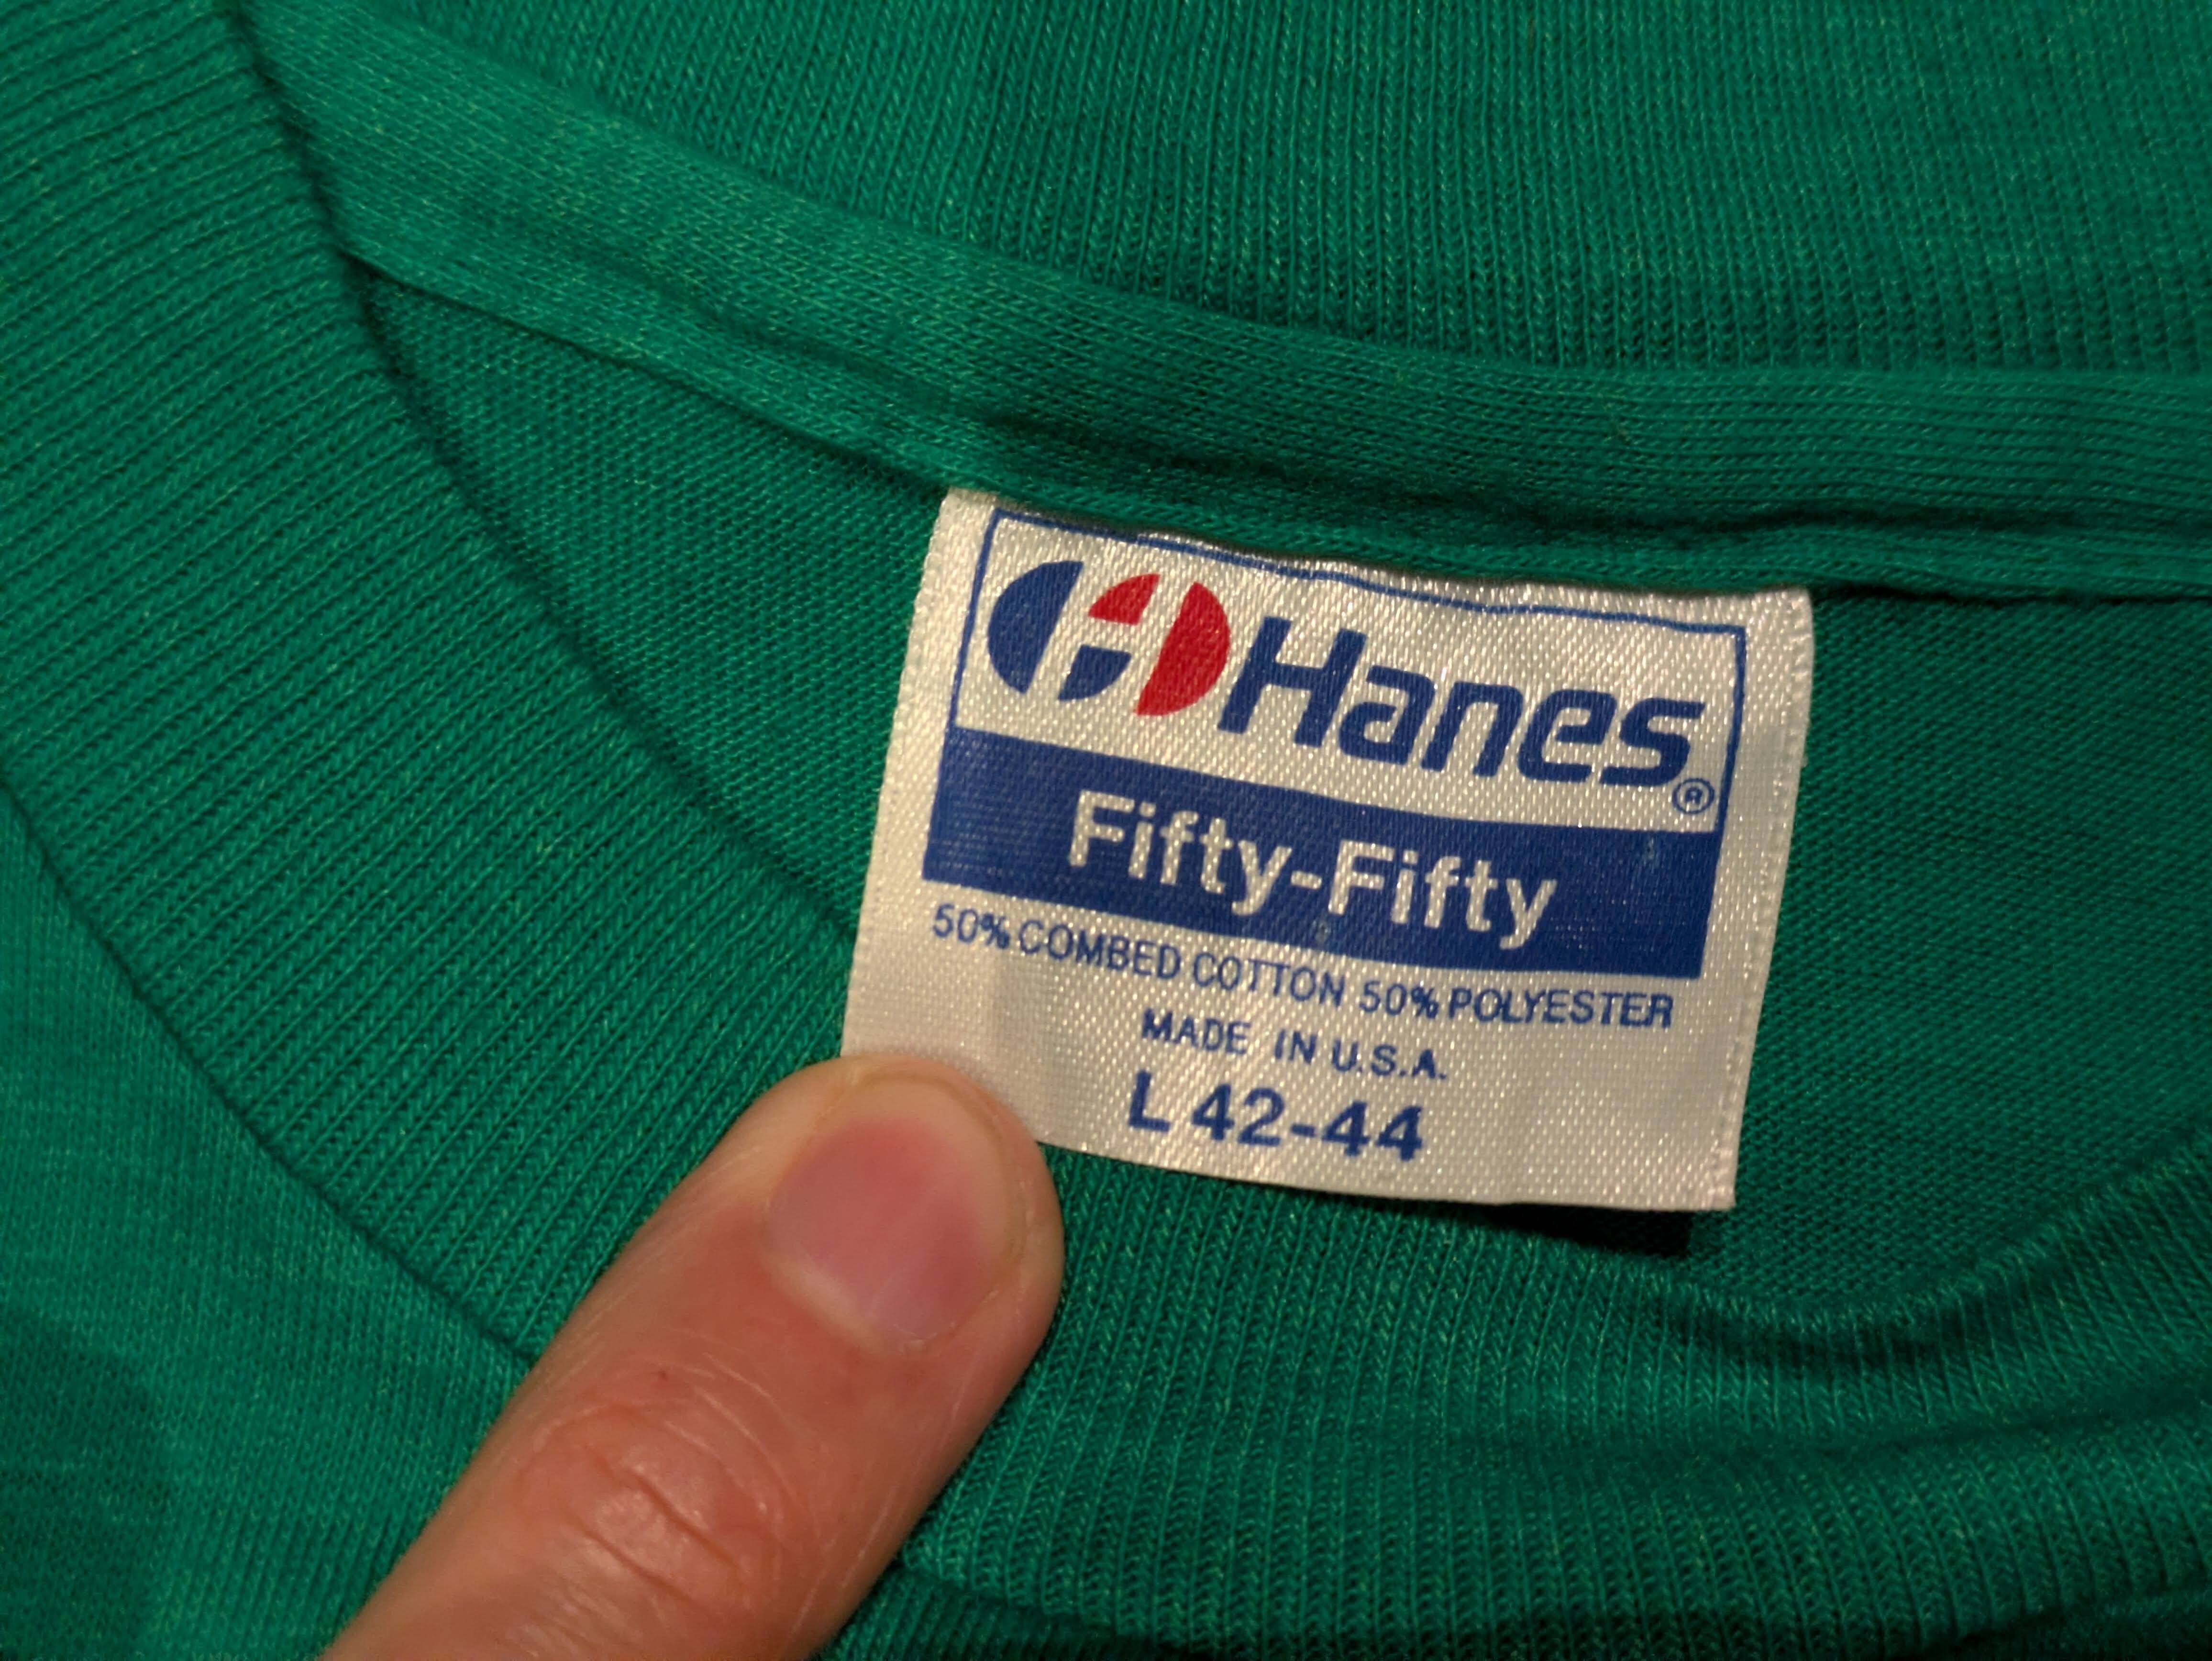 Hanes®
Fifty-Fifty
50% COMBED COTTON 50% POLYESTER
MADE IN U.S.A.
L 42-44